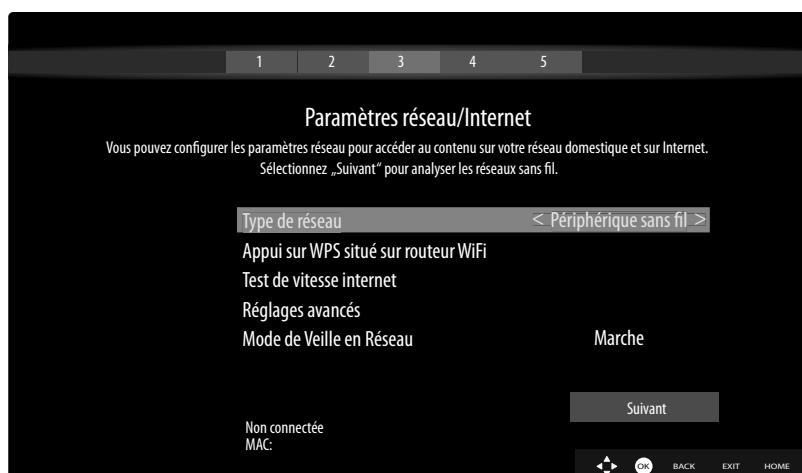 1 2 3 4 5
Paramètres réseau/Internet
Vous pouvez configurer les paramètres réseau pour accéder au contenu sur votre réseau domestique et sur Internet.
Sélectionnez „Suivant“ pour analyser les réseaux sans fil.
Type de réseau < Périphérique sans fil >
Appui sur WPS situé sur routeur WiFi
Test de vitesse internet
Réglages avancés
Mode de Veille en Réseau Marche
Suivant
Non connectée
MAC:
OK BACK EXIT HOME